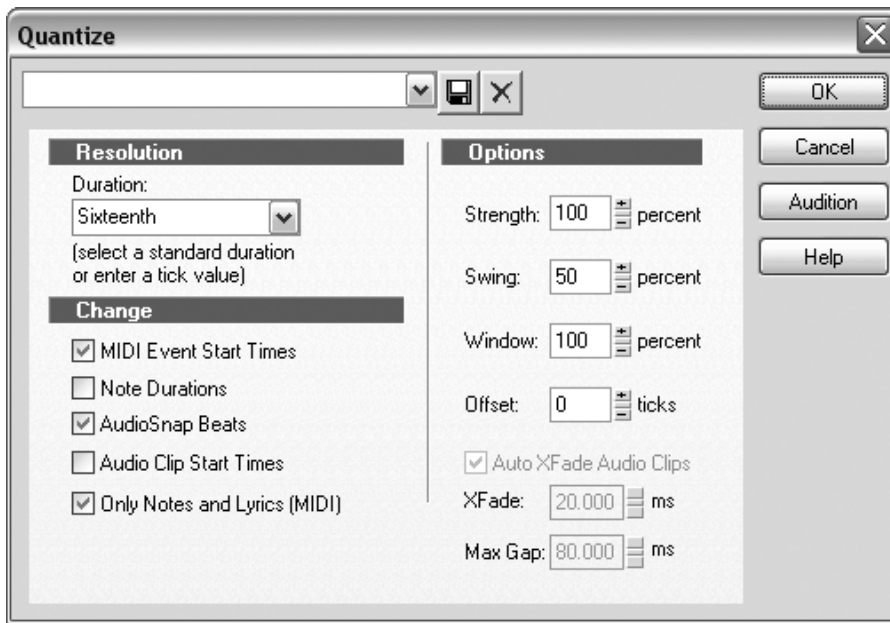 Quantize
OK
Cancel
Audition
Help
Resolution
Duration:
Sixteenth
(select a standard duration
or enter a tick value)
Change
MIDI Event Start Times
Note Durations
AudioSnap Beats
Audio Clip Start Times
Only Notes and Lyrics (MIDI)
Options
Strength: 100 percent
Swing: 50 percent
Window: 100 percent
Offset: 0 ticks
Auto XFade Audio Clips
XFade: 20.000 ms
Max Gap: 80.000 ms